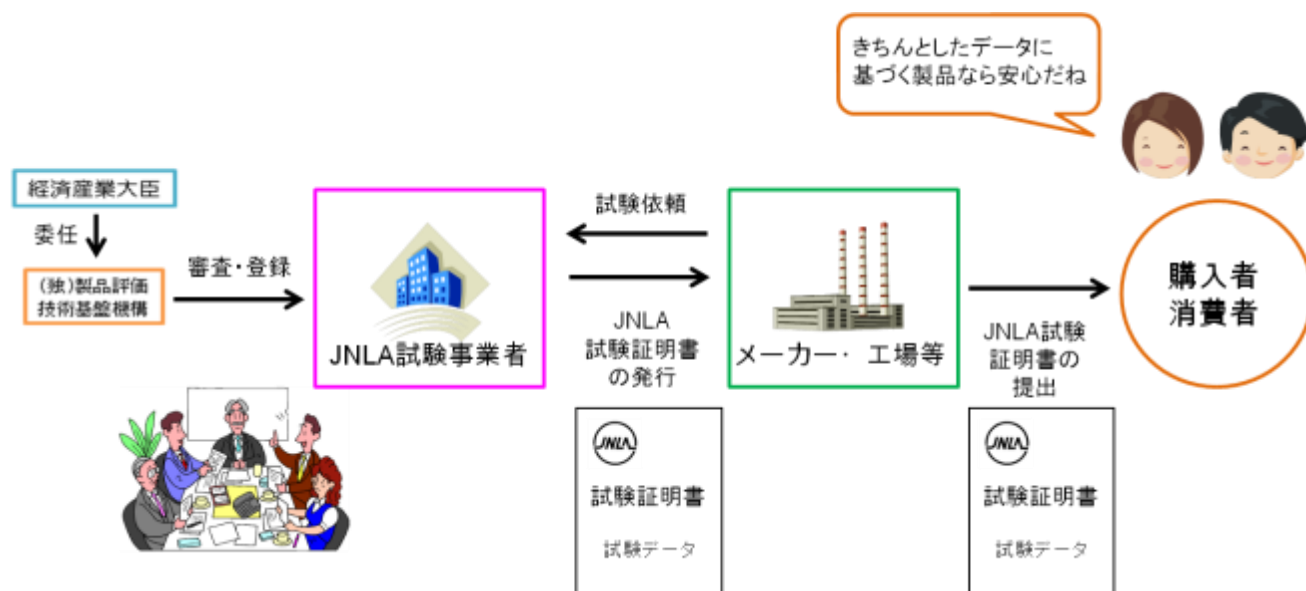 きちんとしたデータに
基づく製品なら安心だね
経済産業大臣
委任
(独)製品評価
技術基盤機構
審査・登録
JNLA試験事業者
試験依頼
JNLA
試験証明書
の発行
メーカー・ 工場等
JNLA試験
証明書の
提出
購入者
消費者
JNLA
試験証明書
試験データ
JNLA
試験証明書
試験データ